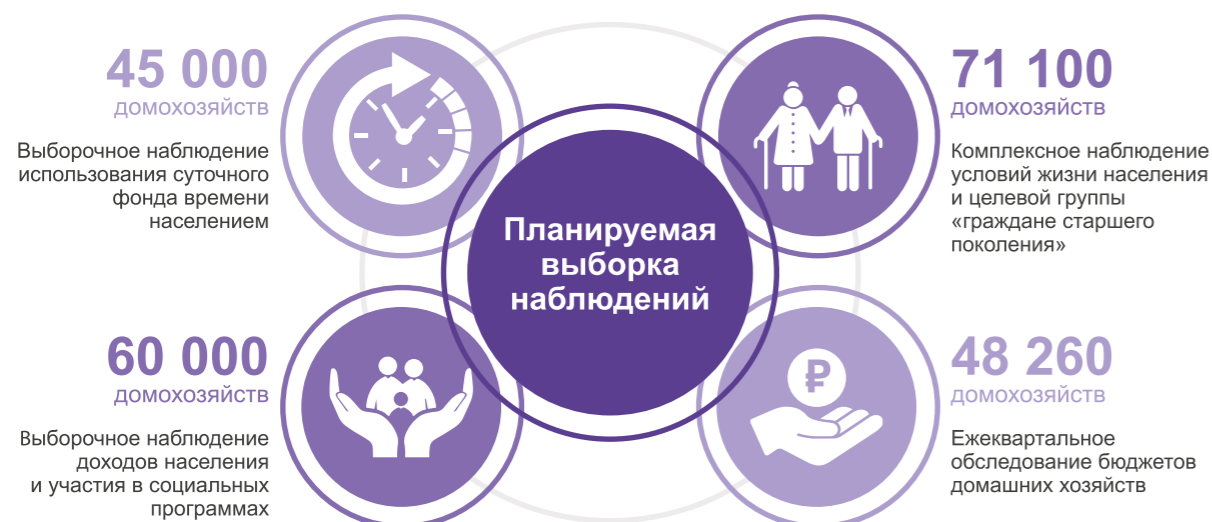 45 000
домохозяйств
Выборочное наблюдение
использования суточного
фонда времени
населением
71 100
домохозяйств
Комплексное наблюдение
условий жизни населения
и целевой группы
«граждане старшего
поколения»
Планируемая
выборка
наблюдений
60 000
домохозяйств
Выборочное наблюдение
доходов населения
и участия в социальных
программах
₽
48 260
домохозяйств
Ежеквартальное
обследование бюджетов
домашних хозяйств